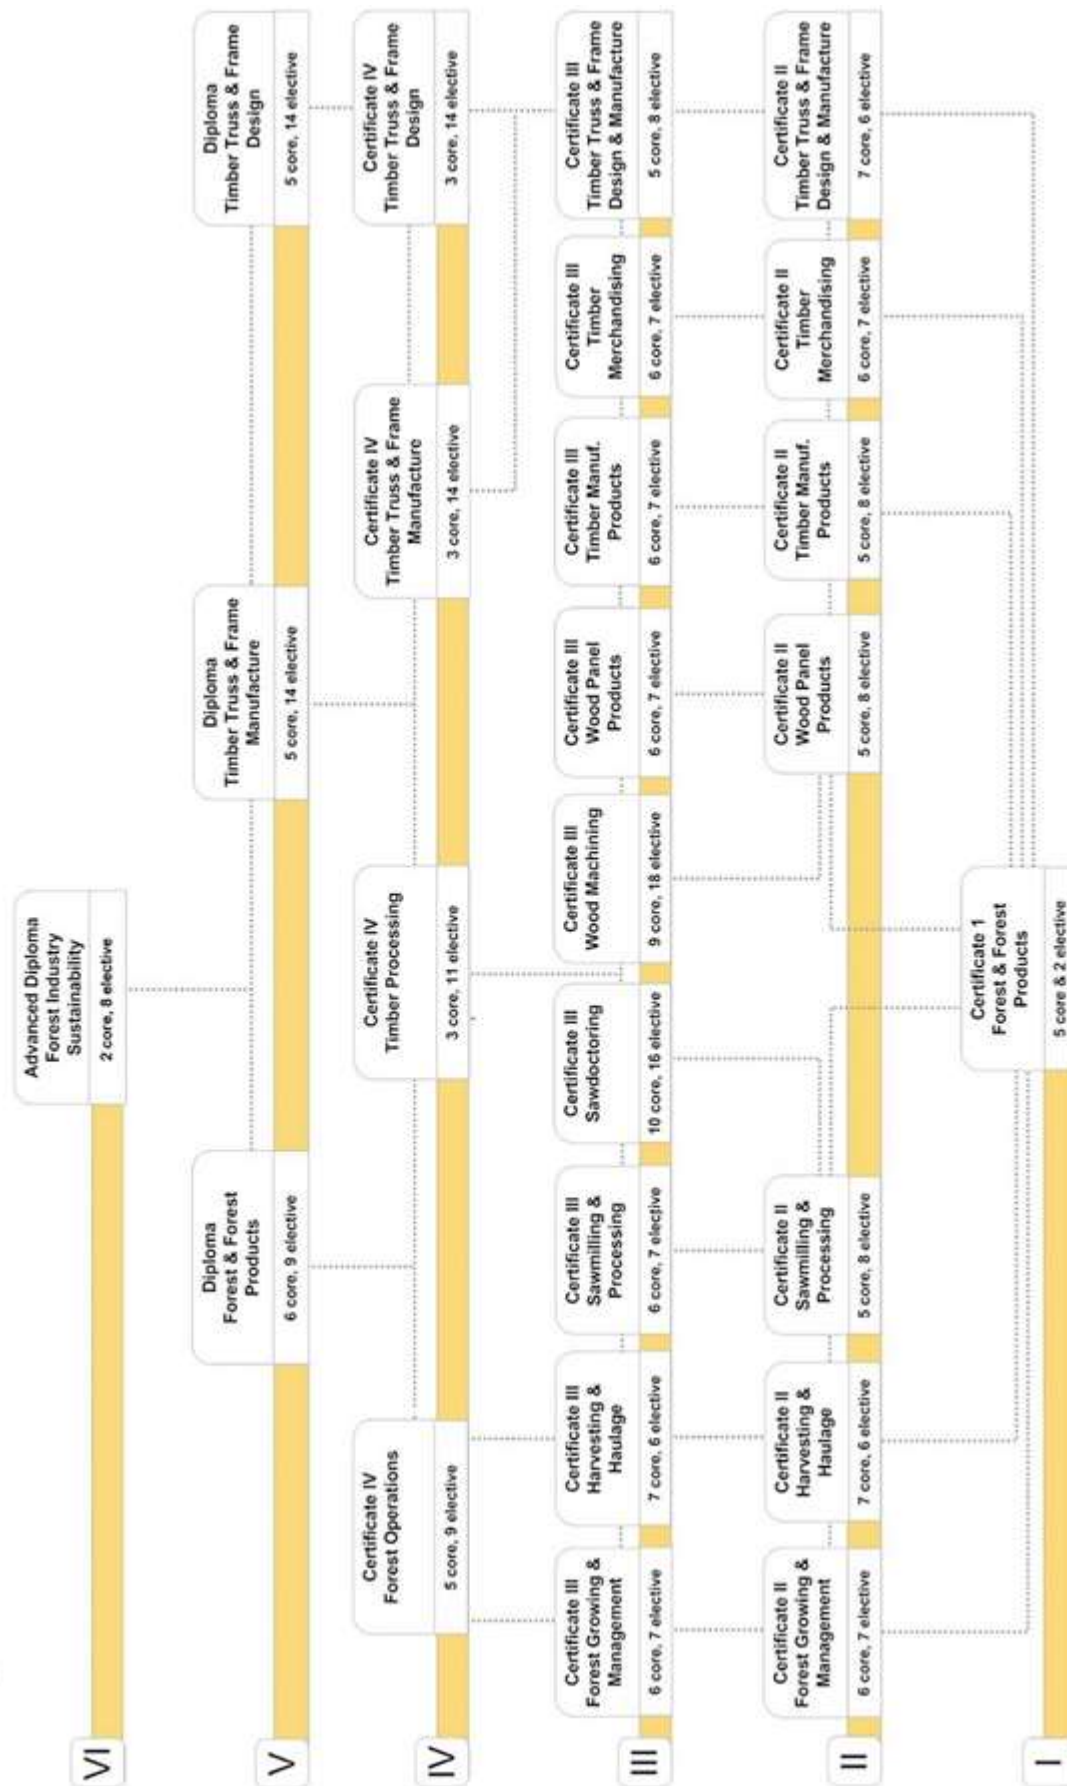 VI
Advanced Diploma
Forest Industry
Sustainability
2 core, 8 elective
V
Diploma
Forest & Forest
Products
6 core, 9 elective
Diploma
Timber Truss & Frame
Manufacture
5 core, 14 elective
Diploma
Timber Truss & Frame
Design
5 core, 14 elective
IV
Certificate IV
Forest Operations
5 core, 9 elective
Certificate IV
Timber Processing
3 core, 11 elective
Certificate IV
Timber Truss & Frame
Manufacture
3 core, 14 elective
Certificate IV
Timber Truss & Frame
Design
3 core, 14 elective
III
Certificate III
Forest Growing &
Management
6 core, 7 elective
Certificate III
Harvesting &
Haulage
7 core, 6 elective
Certificate III
Sawmilling &
Processing
6 core, 7 elective
Certificate III
Sawdoctoring
10 core, 16 elective
Certificate III
Wood Machining
9 core, 18 elective
Certificate III
Wood Panel
Products
6 core, 7 elective
Certificate III
Timber Manuf.
Products
6 core, 7 elective
Certificate III
Timber
Merchandising
6 core, 7 elective
Certificate III
Timber Truss & Frame
Design & Manufacture
5 core, 8 elective
II
Certificate II
Forest Growing &
Management
6 core, 7 elective
Certificate II
Harvesting &
Haulage
7 core, 6 elective
Certificate II
Sawmilling &
Processing
5 core, 8 elective
Certificate II
Wood Panel
Products
5 core, 8 elective
Certificate II
Timber Manuf.
Products
5 core, 8 elective
Certificate II
Timber
Merchandising
6 core, 7 elective
Certificate II
Timber Truss & Frame
Design & Manufacture
7 core, 6 elective
I
Certificate 1
Forest & Forest
Products
5 core & 2 elective